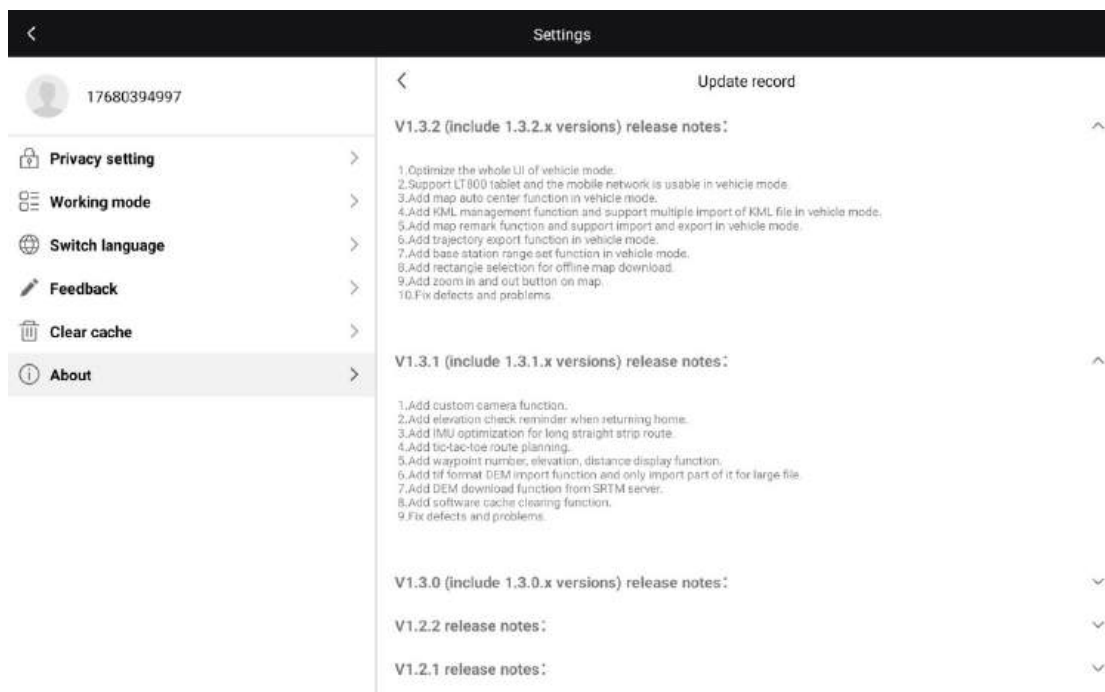 Settings
17680394997
Privacy setting
Working mode
Switch language
Feedback
Clear cache
About
Update record
V1.3.2 (include 1.3.2.x versions) release notes:
1.Optimize the whole UI of vehicle mode.
2.Support LT800 tablet and the mobile network is usable in vehicle mode.
3.Add map auto center function in vehicle mode.
4.Add KML management function and support multiple import of KML file in vehicle mode.
5.Add map remark function and support import and export in vehicle mode.
6.Add trajectory export function in vehicle mode.
7.Add base station range set function in vehicle mode.
8.Add rectangle selection for offline map download.
9.Add zoom in and out button on map.
10.Fix defects and problems.
V1.3.1 (include 1.3.1.x versions) release notes:
1.Add custom camera function.
2.Add elevation check reminder when returning home.
3.Add IMU optimization for long straight strip route.
4.Add tic-tac-toe route planning.
5.Add waypoint number, elevation, distance display function.
6.Add tif format DEM import function and only import part of it for large file.
7.Add DEM download function from SRTM server.
8.Add software cache clearing function.
9.Fix defects and problems.
V1.3.0 (include 1.3.0.x versions) release notes:
V1.2.2 release notes:
V1.2.1 release notes: